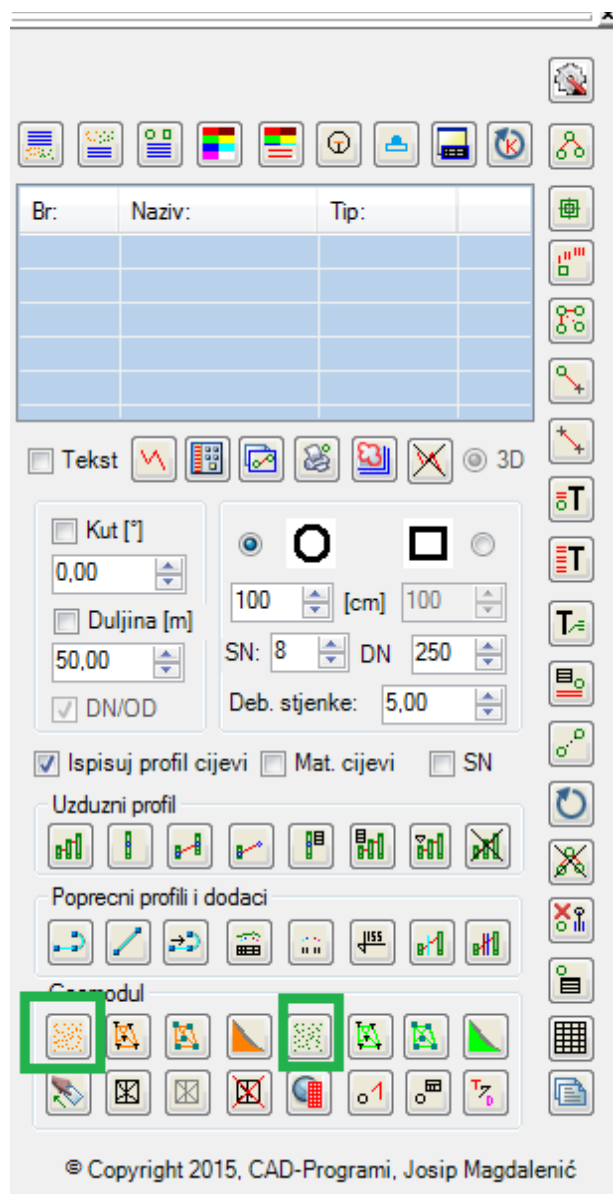 Br: Naziv: Tip:
Tekst 3D
Kut [°]
0,00
Duljina [m]
50,00
DN/OD
100 [cm] 100
SN: 8 DN 250
Deb. stjenke: 5,00
Ispisuj profil cijevi Mat. cijevi SN
Uzduzni profil
Poprecni profili i dodaci
Geomodul
© Copyright 2015, CAD-Programi, Josip Magdalenić